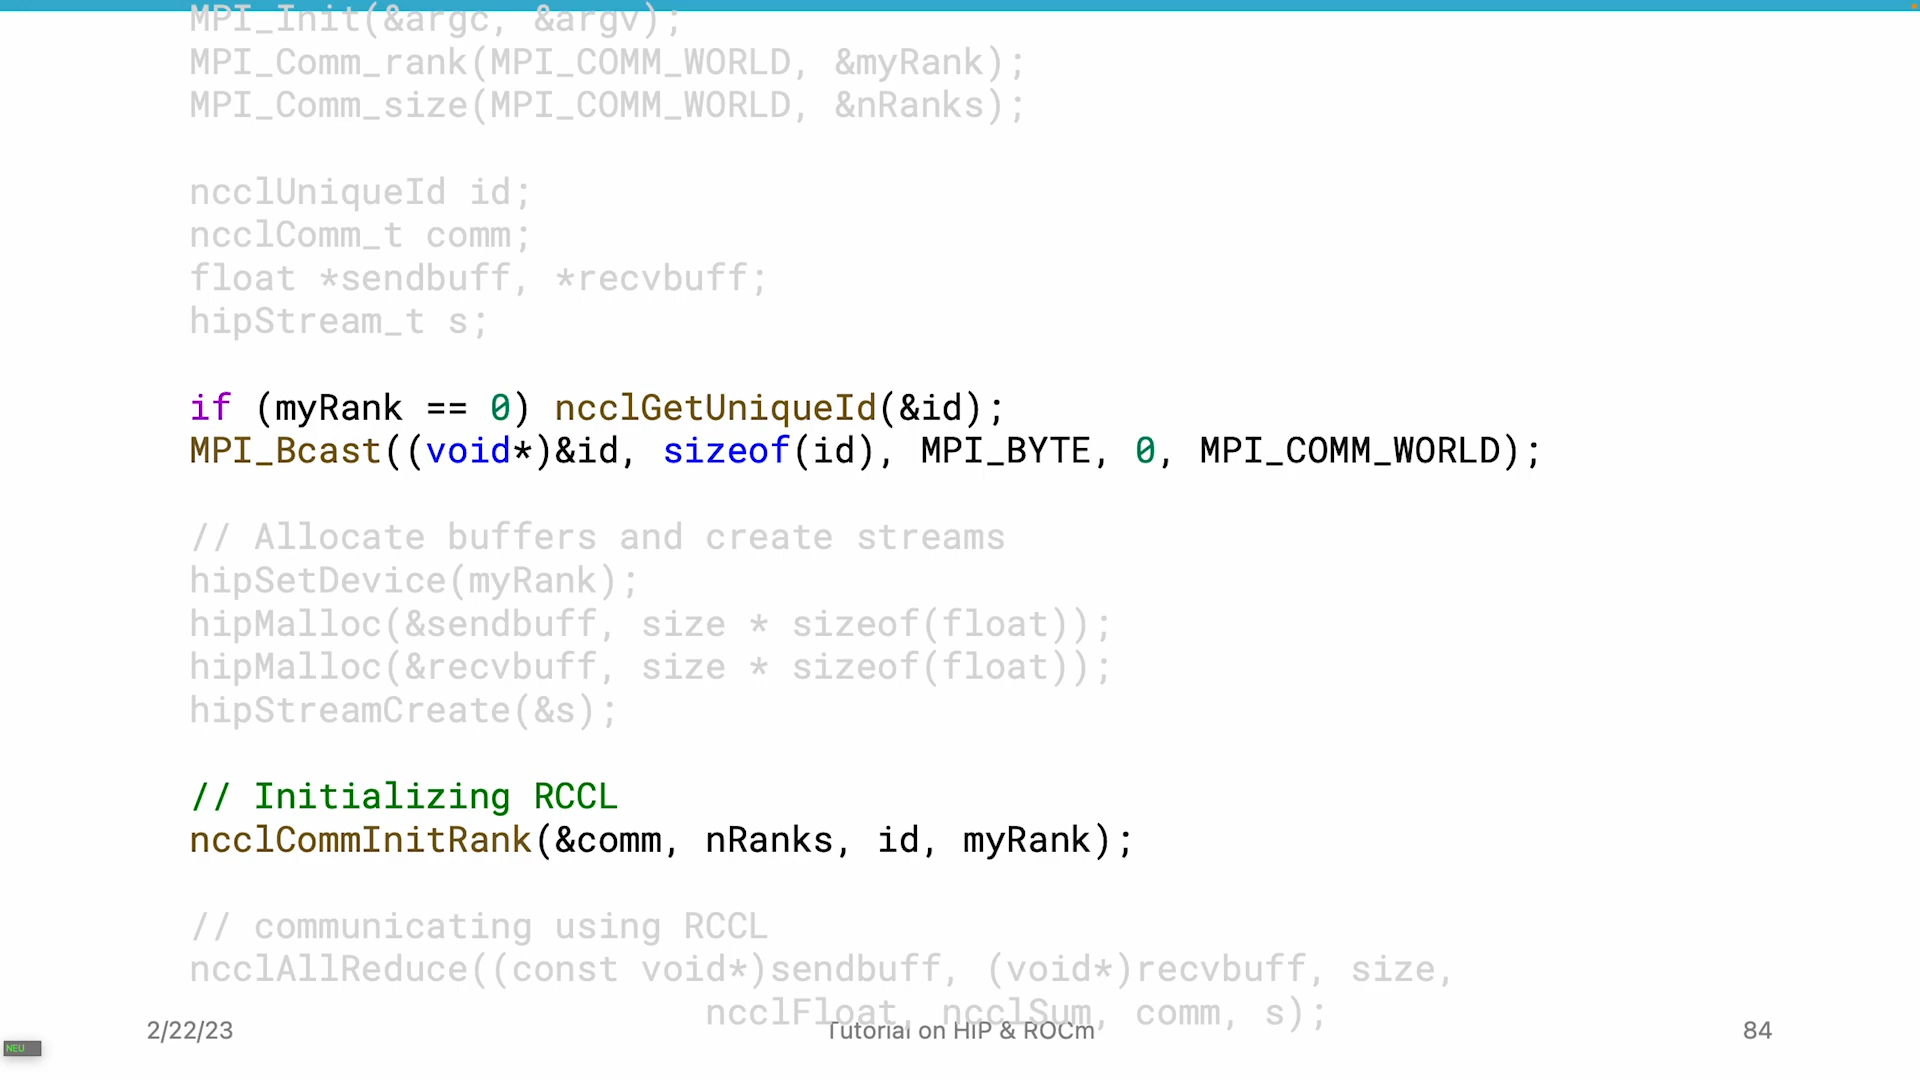 MPI_Init(&argc, &argv);
MPI_Comm_rank(MPI_COMM_WORLD, &myRank);
MPI_Comm_size(MPI_COMM_WORLD, &nRanks);
ncclUniqueId id;
ncclComm_t comm;
float *sendbuff, *recvbuff;
hipStream_t s;
if (myRank == 0) ncclGetUniqueId(&id);
MPI_Bcast((void*)&id, sizeof(id), MPI_BYTE, 0, MPI_COMM_WORLD);
// Allocate buffers and create streams
hipSetDevice(myRank);
hipMalloc(&sendbuff, size * sizeof(float));
hipMalloc(&recvbuff, size * sizeof(float));
hipStreamCreate(&s);
// Initializing RCCL
ncclCommInitRank(&comm, nRanks, id, myRank);
// communicating using RCCL
ncclAllReduce((const void*)sendbuff, (void*)recvbuff, size,
ncclFloat, ncclSum, comm, s);
2/22/23
Tutorial on HIP & ROCm
84
NEU